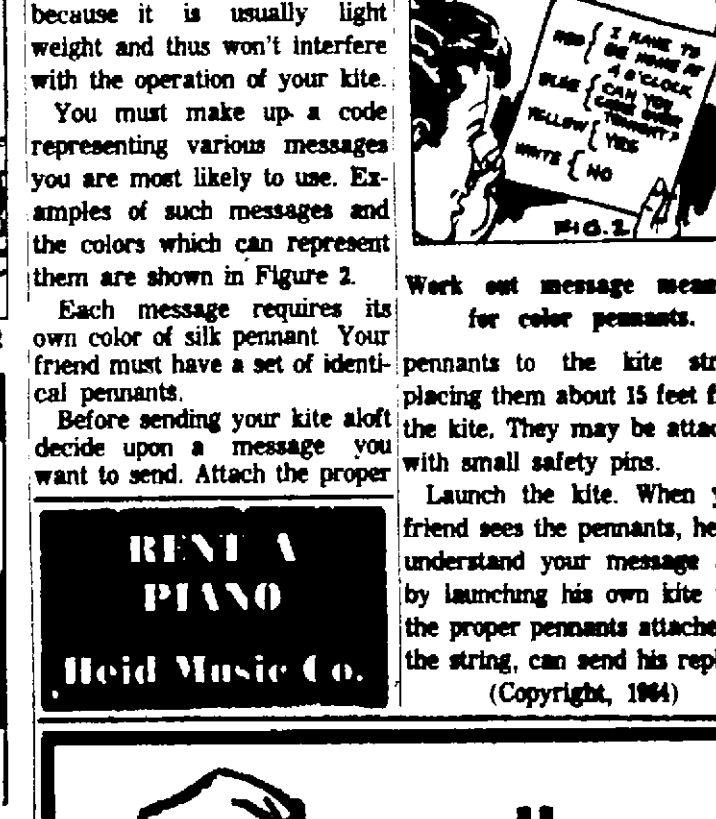 because it is usually light
weight and thus won't interfere
with the operation of your kite.
You must make up a code
representing various messages
you are most likely to use. Ex-
amples of such messages and
the colors which can represent
them are shown in Figure 2.
Each message requires its
own color of silk pennant Your
friend must have a set of identi-
cal pennants.
Before sending your kite aloft
decide upon a message you
want to send. Attach the proper
RED { I HAVE TO
BE HOME AT
4 O'CLOCK
BLUE { CAN YOU
COME OVER
TONIGHT?
YELLOW { YES
WHITE { NO
FIG. 2
Work out message
for color pennants.
pennants to the kite
placing them about 15 feet
the kite. They may be
with small safety pins.
Launch the kite. When
friend sees the pennants,
understand your message
by launching his own kite
the proper pennants
the string, can send his
(Copyright, 1964)
RENT A
PIANO
Heid Music Co.